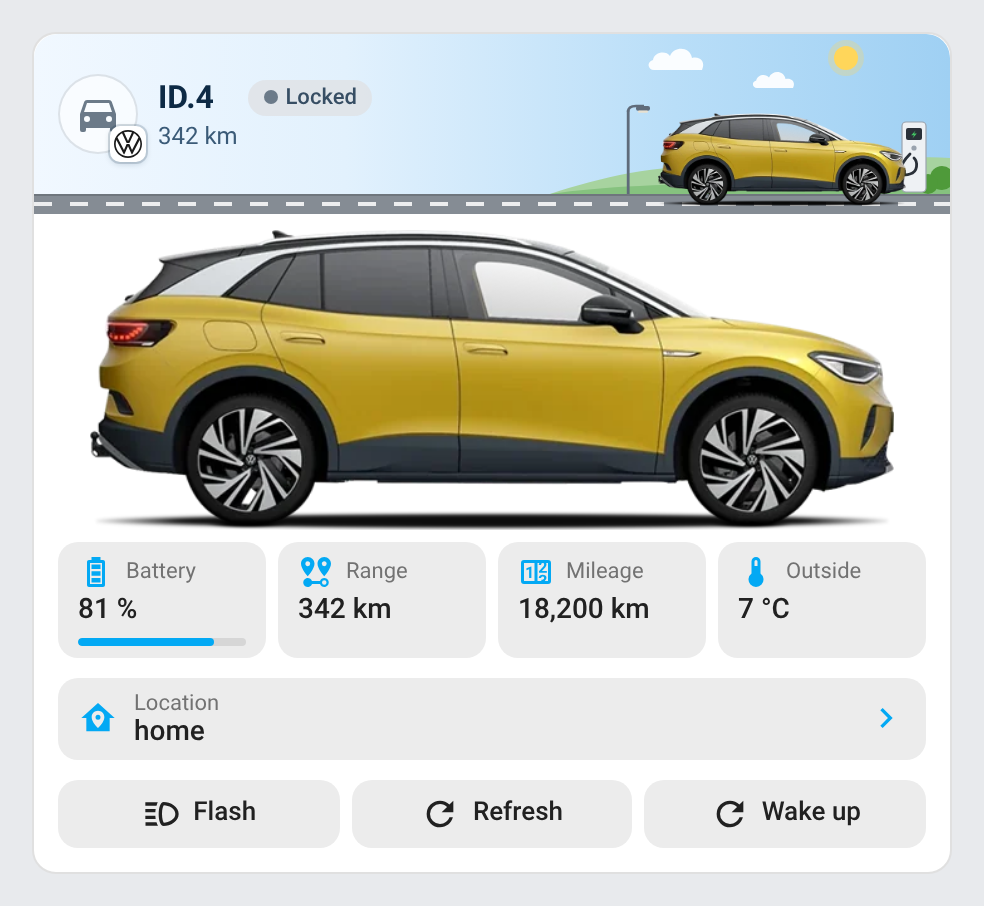 ID.4
Locked
342 km
Battery
81 %
Range
342 km
Mileage
18,200 km
Outside
7 °C
Location
home
Flash
Refresh
Wake up